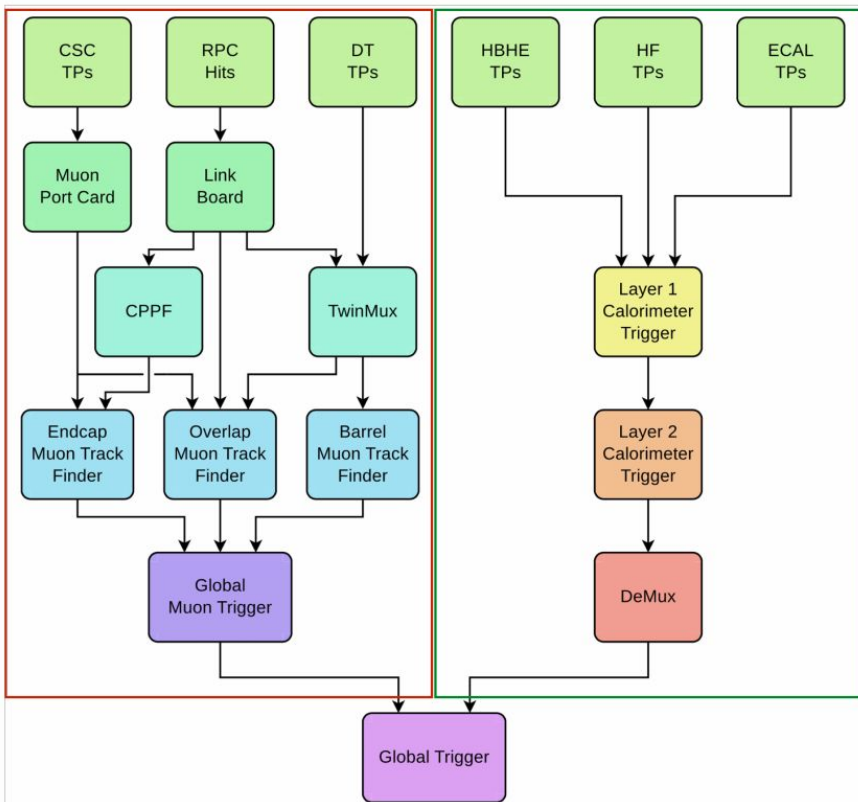 CSC
TPs
RPC
Hits
DT
TPs
HBHE
TPs
HF
TPs
ECAL
TPs
Muon
Port Card
Link
Board
CPPF
TwinMux
Layer 1
Calorimeter
Trigger
Endcap
Muon Track
Finder
Overlap
Muon Track
Finder
Barrel
Muon Track
Finder
Layer 2
Calorimeter
Trigger
Global
Muon Trigger
DeMux
Global Trigger